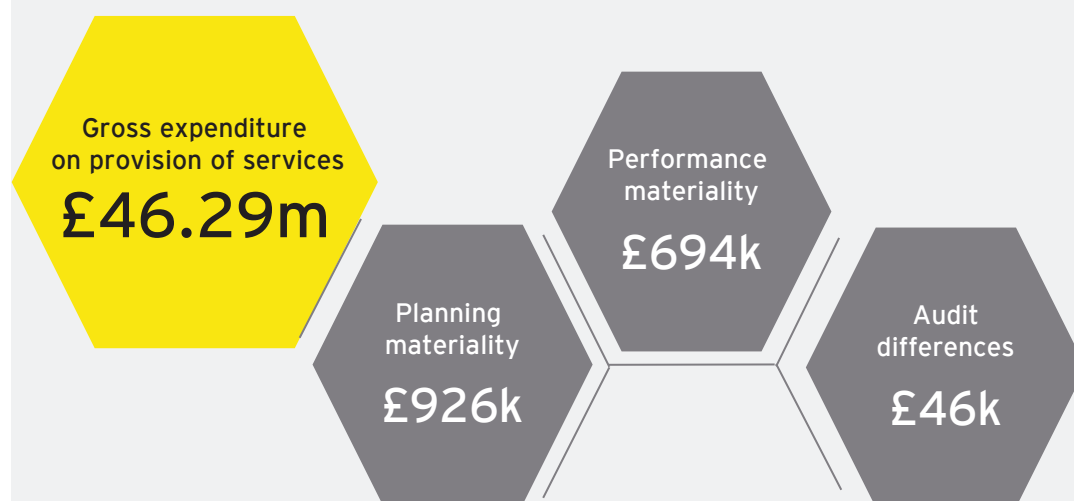 Gross expenditure
on provision of services
£46.29m
Planning
materiality
£926k
Performance
materiality
£694k
Audit
differences
£46k